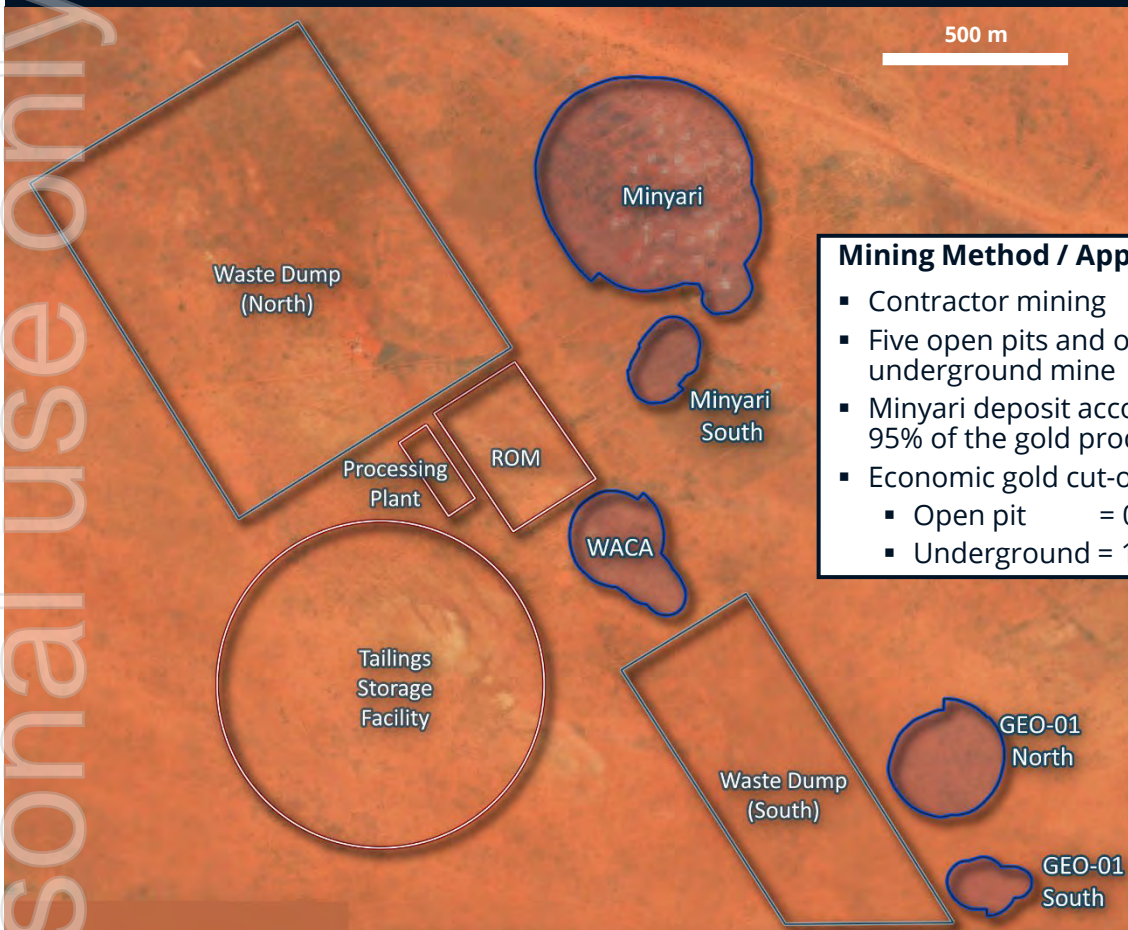 sonal use only
500 m
Minyari
Waste Dump
(North)
Mining Method / App
▪ Contractor mining
▪ Five open pits and o
underground mine
▪ Minyari deposit acco
95% of the gold proc
▪ Economic gold cut-o
▪ Open pit = 0
▪ Underground = 1
Minyari
South
Processing
Plant
ROM
WACA
Tailings
Storage
Facility
GEO-01
North
Waste Dump
(South)
GEO-01
South